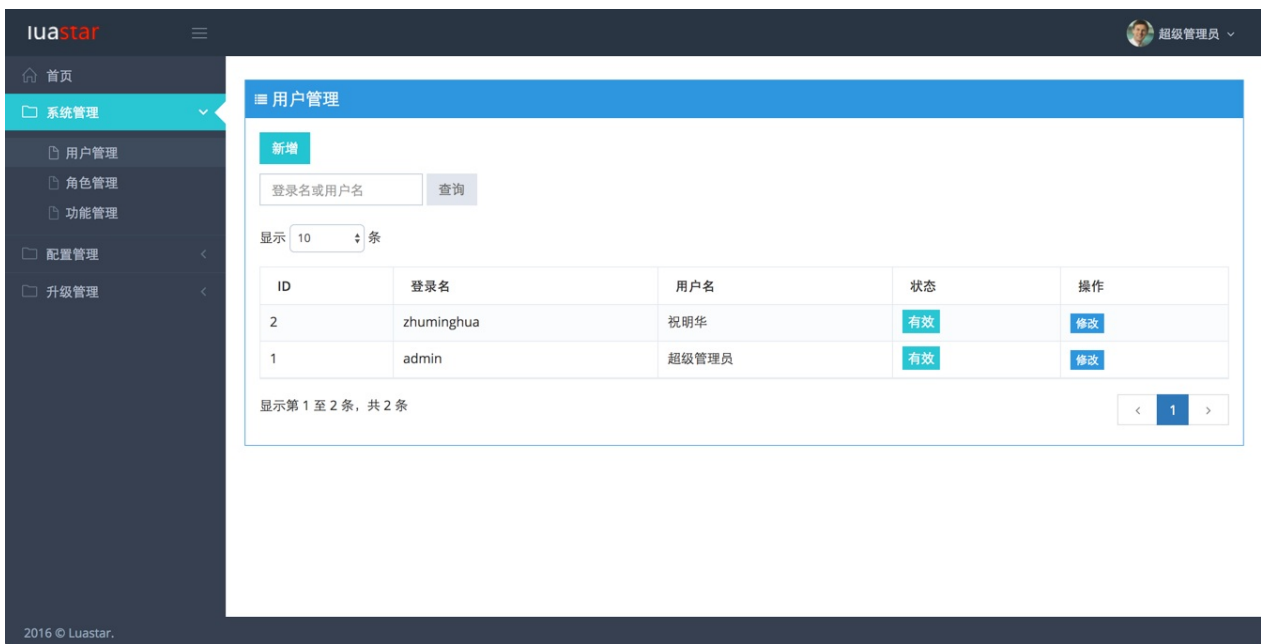 luastar
超级管理员
首页
系统管理
用户管理
角色管理
功能管理
配置管理
升级管理
用户管理
新增
登录名或用户名 查询
显示 10 条
ID 登录名 用户名 状态 操作
2 zhuminghua 祝明华 有效 修改
1 admin 超级管理员 有效 修改
显示第 1 至 2 条，共 2 条
1
2016 © Luastar.